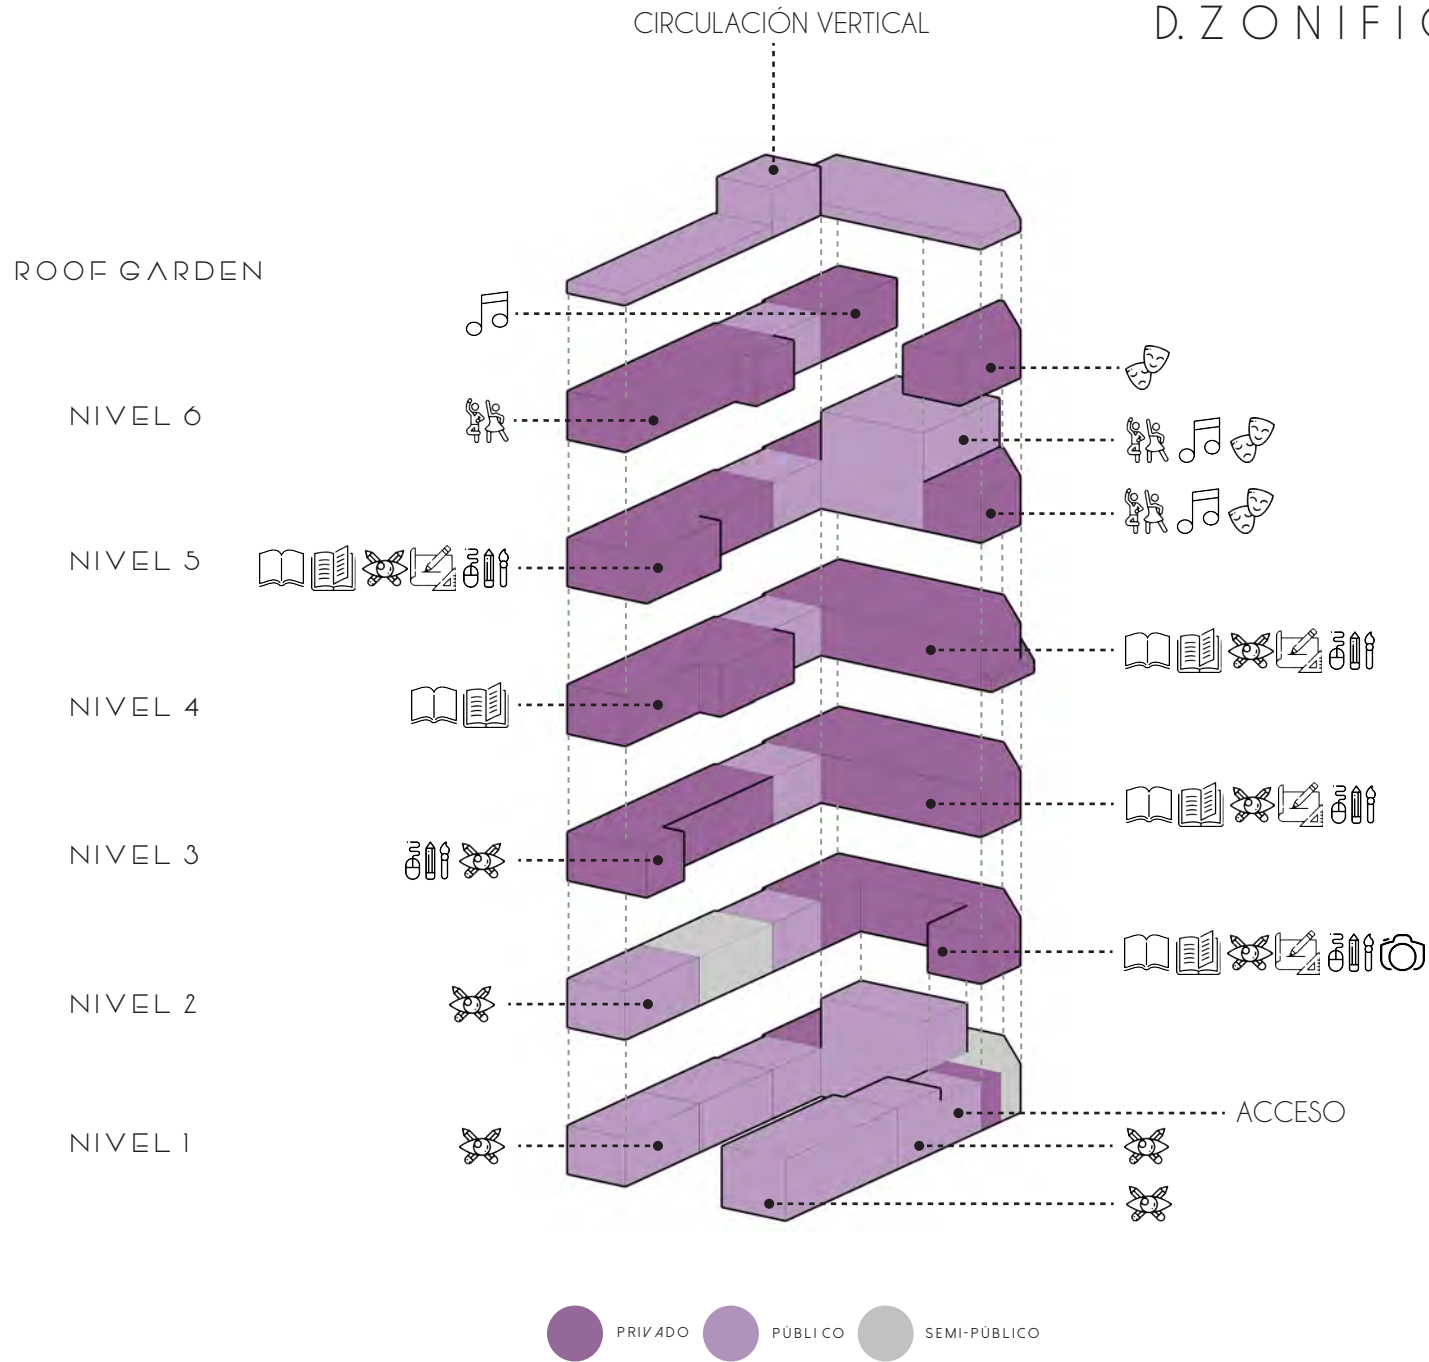 CIRCULACIÓN VERTICAL
D. ZONIFIC
ROOF GARDEN
NIVEL 6
NIVEL 5
NIVEL 4
NIVEL 3
NIVEL 2
NIVEL 1
ACCESO
PRIVADO
PÚBLICO
SEMI-PÚBLICO